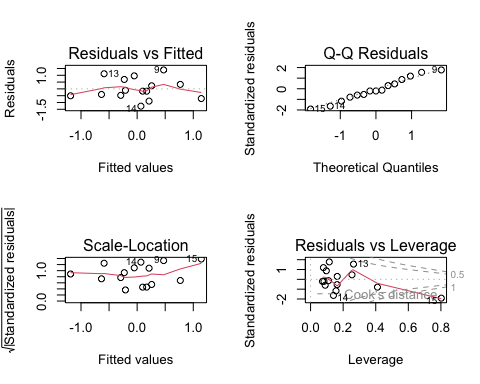 Residuals vs Fitted
Residuals
-1.5 1.0
13
9
14
-1.0 0.0 1.0
Fitted values
Q-Q Residuals
Standardized residuals
-2 0 2
9
15
14
-1 0 1
Theoretical Quantiles
Scale-Location
√|Standardized residuals|
0.0 1.0
14
9
15
-1.0 0.0 1.0
Fitted values
Residuals vs Leverage
Standardized residuals
-2 1
13
14
15
Cook's distance
0.5
1
0.0 0.2 0.4 0.6 0.8
Leverage